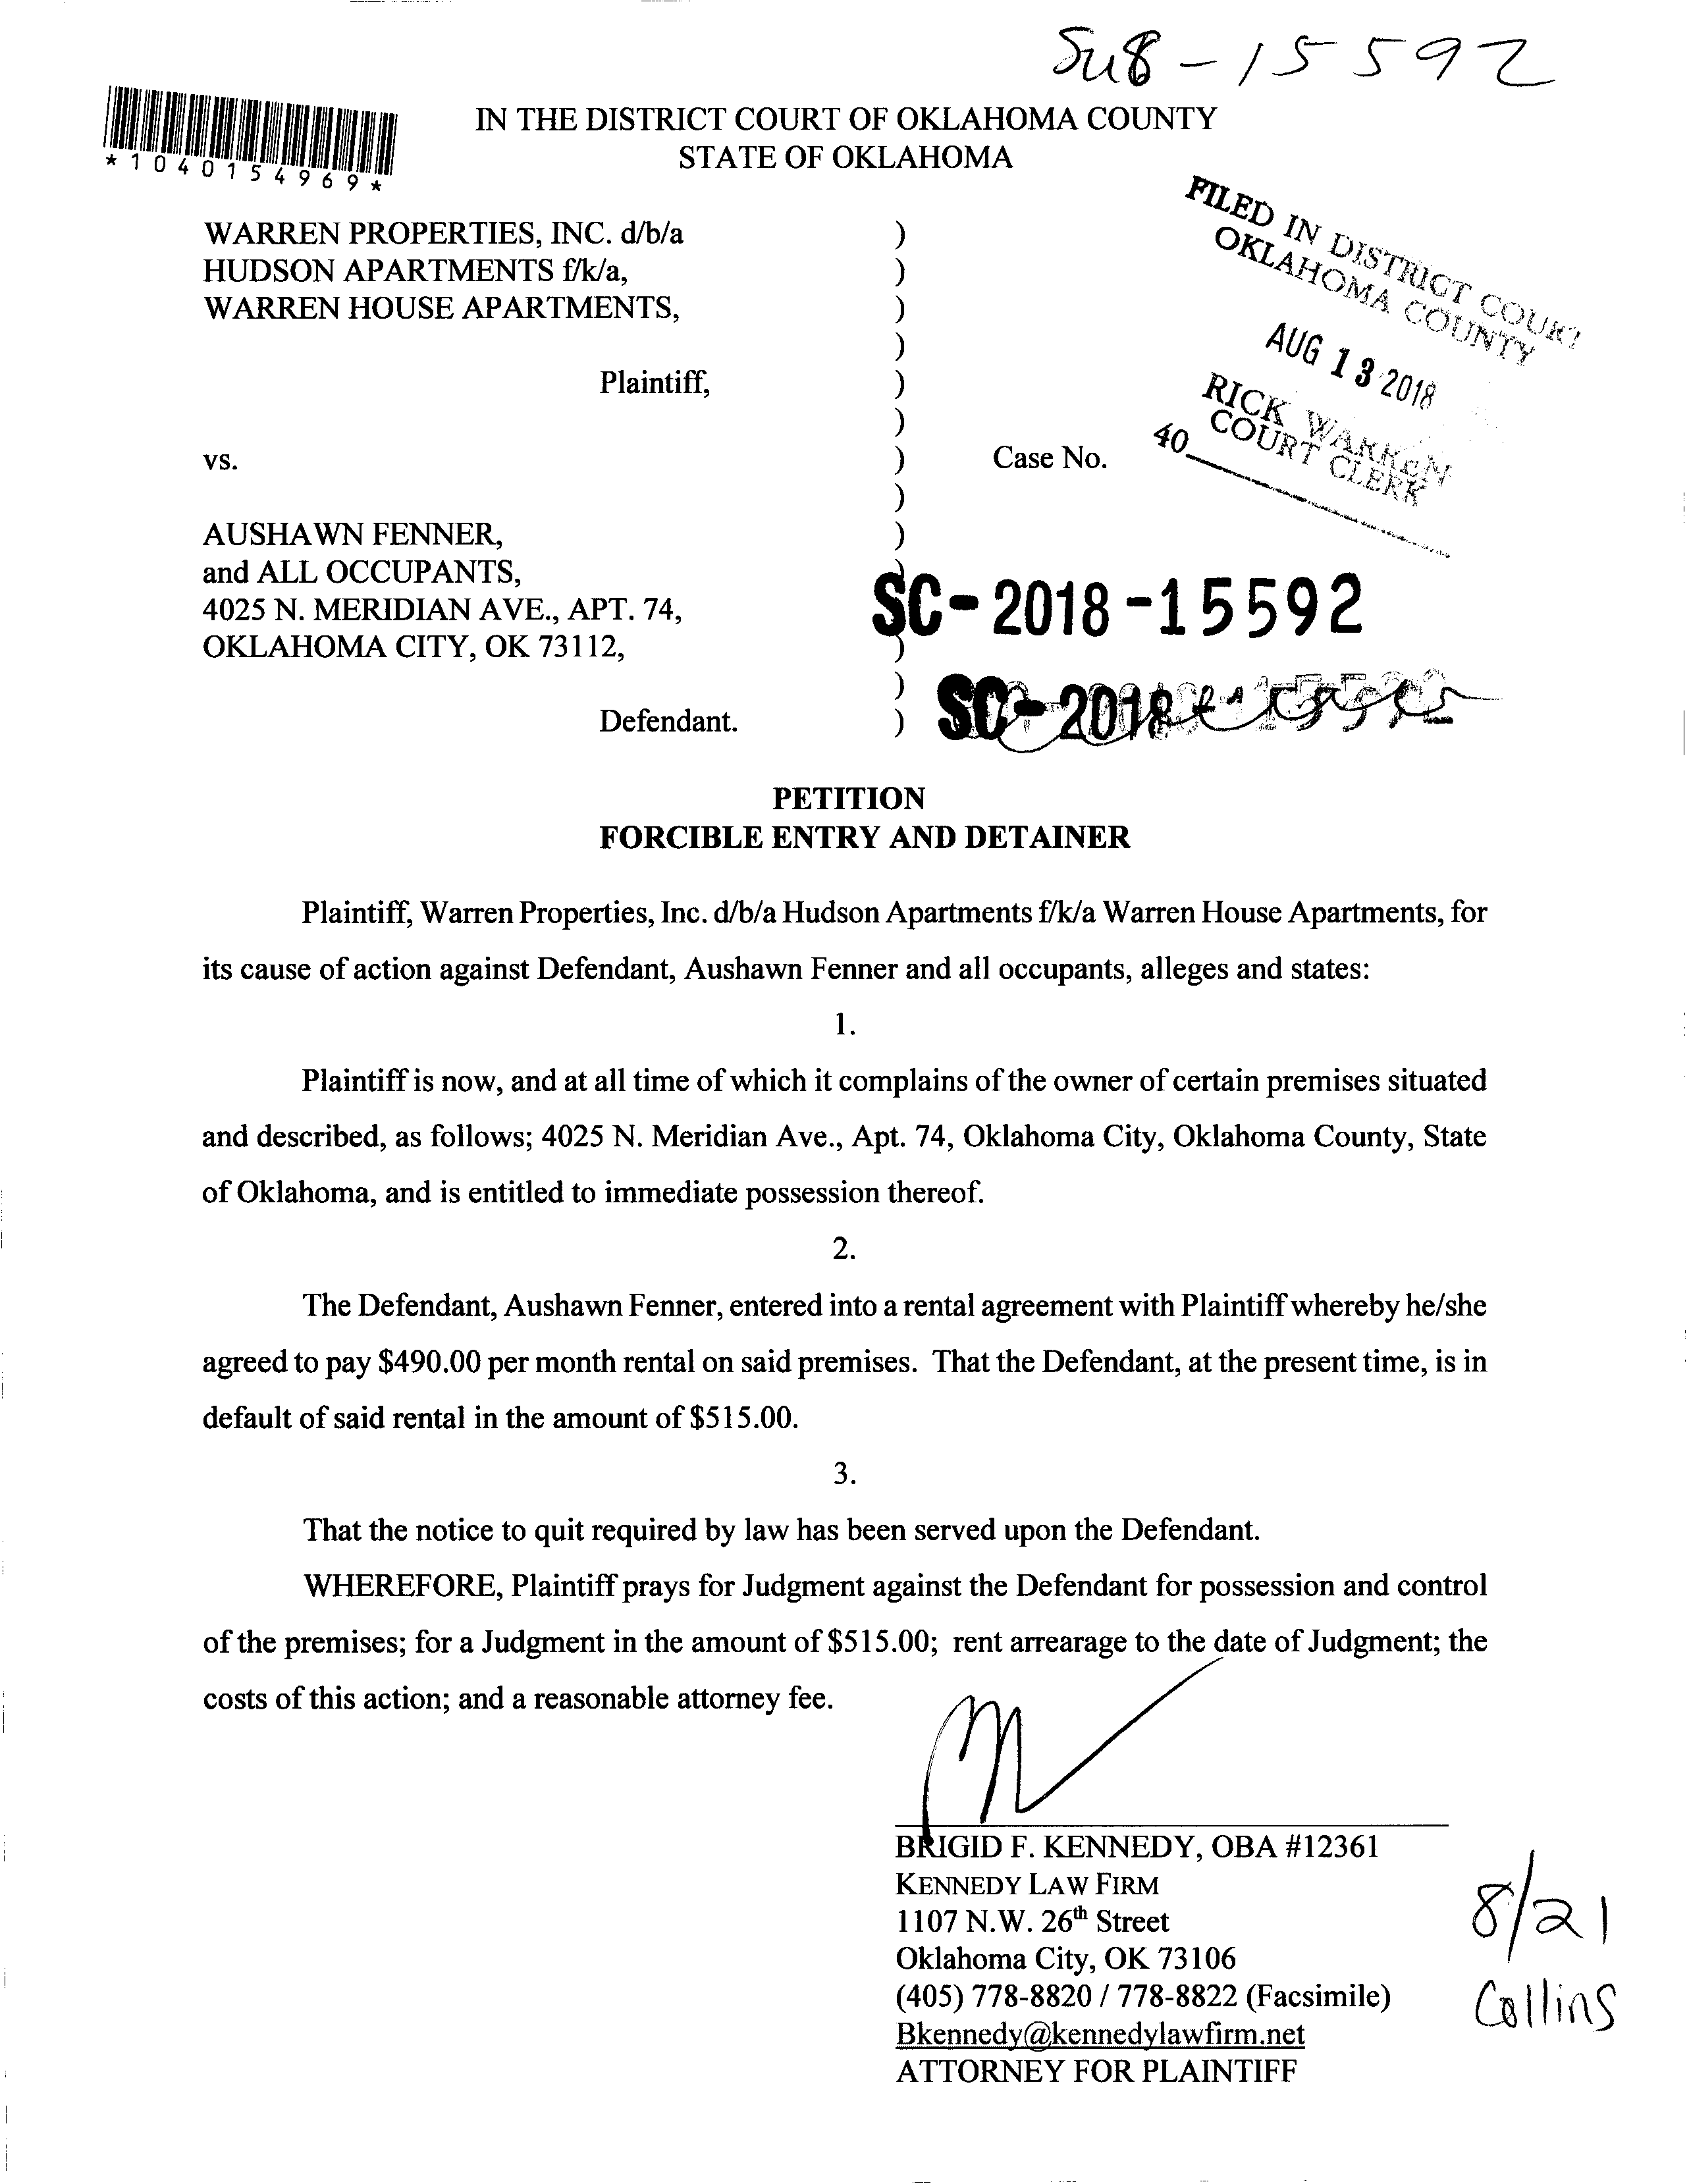 SC-15592
*1040154969*
IN THE DISTRICT COURT OF OKLAHOMA COUNTY
STATE OF OKLAHOMA
FILED IN DISTRICT COURT
OKLAHOMA COUNTY
AUG 13 2018
RICK WARREN
COURT CLERK
40
WARREN PROPERTIES, INC. d/b/a )
HUDSON APARTMENTS f/k/a, )
WARREN HOUSE APARTMENTS, )
)
Plaintiff, )
)
vs. ) Case No.
)
AUSHAWN FENNER, )
and ALL OCCUPANTS, )
4025 N. MERIDIAN AVE., APT. 74, ) SC-2018-15592
OKLAHOMA CITY, OK 73112, )
) SC-2018
Defendant. )
PETITION
FORCIBLE ENTRY AND DETAINER
Plaintiff, Warren Properties, Inc. d/b/a Hudson Apartments f/k/a Warren House Apartments, for
its cause of action against Defendant, Aushawn Fenner and all occupants, alleges and states:
1.
Plaintiff is now, and at all time of which it complains of the owner of certain premises situated
and described, as follows; 4025 N. Meridian Ave., Apt. 74, Oklahoma City, Oklahoma County, State
of Oklahoma, and is entitled to immediate possession thereof.
2.
The Defendant, Aushawn Fenner, entered into a rental agreement with Plaintiff whereby he/she
agreed to pay $490.00 per month rental on said premises. That the Defendant, at the present time, is in
default of said rental in the amount of $515.00.
3.
That the notice to quit required by law has been served upon the Defendant.
WHEREFORE, Plaintiff prays for Judgment against the Defendant for possession and control
of the premises; for a Judgment in the amount of $515.00; rent arrearage to the date of Judgment; the
costs of this action; and a reasonable attorney fee.
BRIGID F. KENNEDY, OBA #12361
KENNEDY LAW FIRM
1107 N.W. 26th Street
Oklahoma City, OK 73106
(405) 778-8820 / 778-8822 (Facsimile)
Bkennedy@kennedylawfirm.net
ATTORNEY FOR PLAINTIFF
8/21
Collins